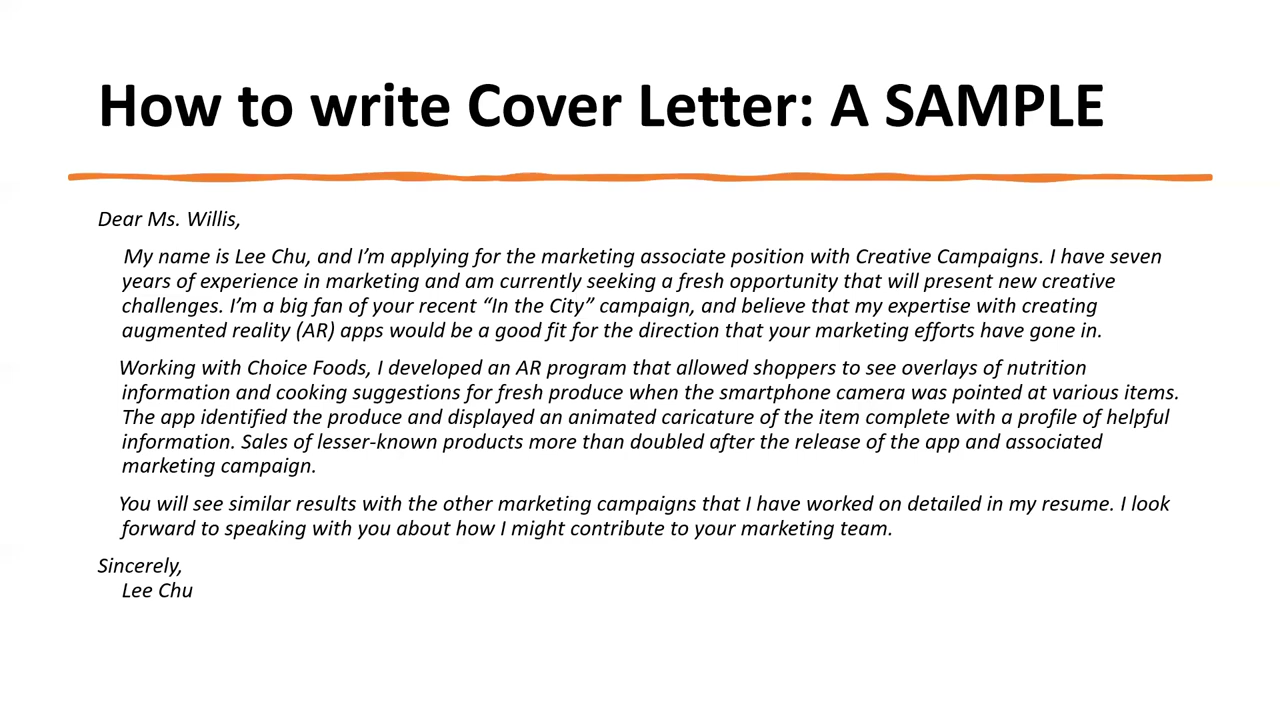 How to write Cover Letter: A SAMPLE
Dear Ms. Willis,
My name is Lee Chu, and I’m applying for the marketing associate position with Creative Campaigns. I have seven
years of experience in marketing and am currently seeking a fresh opportunity that will present new creative
challenges. I’m a big fan of your recent “In the City” campaign, and believe that my expertise with creating
augmented reality (AR) apps would be a good fit for the direction that your marketing efforts have gone in.
Working with Choice Foods, I developed an AR program that allowed shoppers to see overlays of nutrition
information and cooking suggestions for fresh produce when the smartphone camera was pointed at various items.
The app identified the produce and displayed an animated caricature of the item complete with a profile of helpful
information. Sales of lesser-known products more than doubled after the release of the app and associated
marketing campaign.
You will see similar results with the other marketing campaigns that I have worked on detailed in my resume. I look
forward to speaking with you about how I might contribute to your marketing team.
Sincerely,
Lee Chu